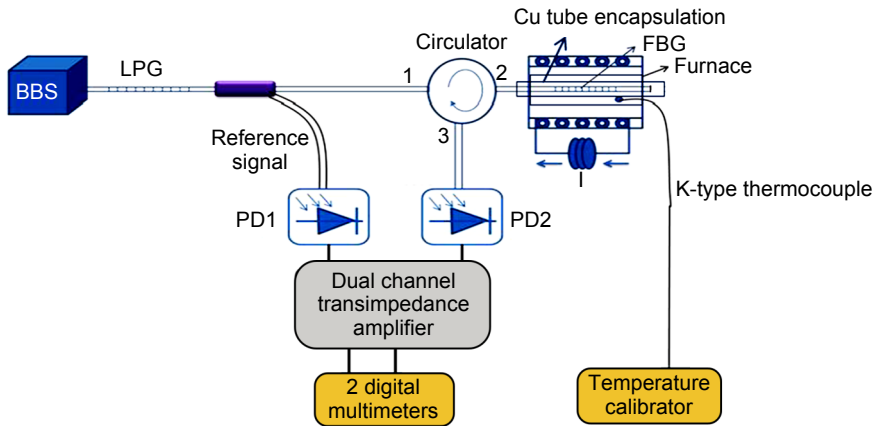 Cu tube encapsulation
FBG
Furnace
Circulator
LPG
BBS
1
2
3
Reference
signal
I
K-type thermocouple
PD1
PD2
Dual channel
transimpedance
amplifier
2 digital
multimeters
Temperature
calibrator